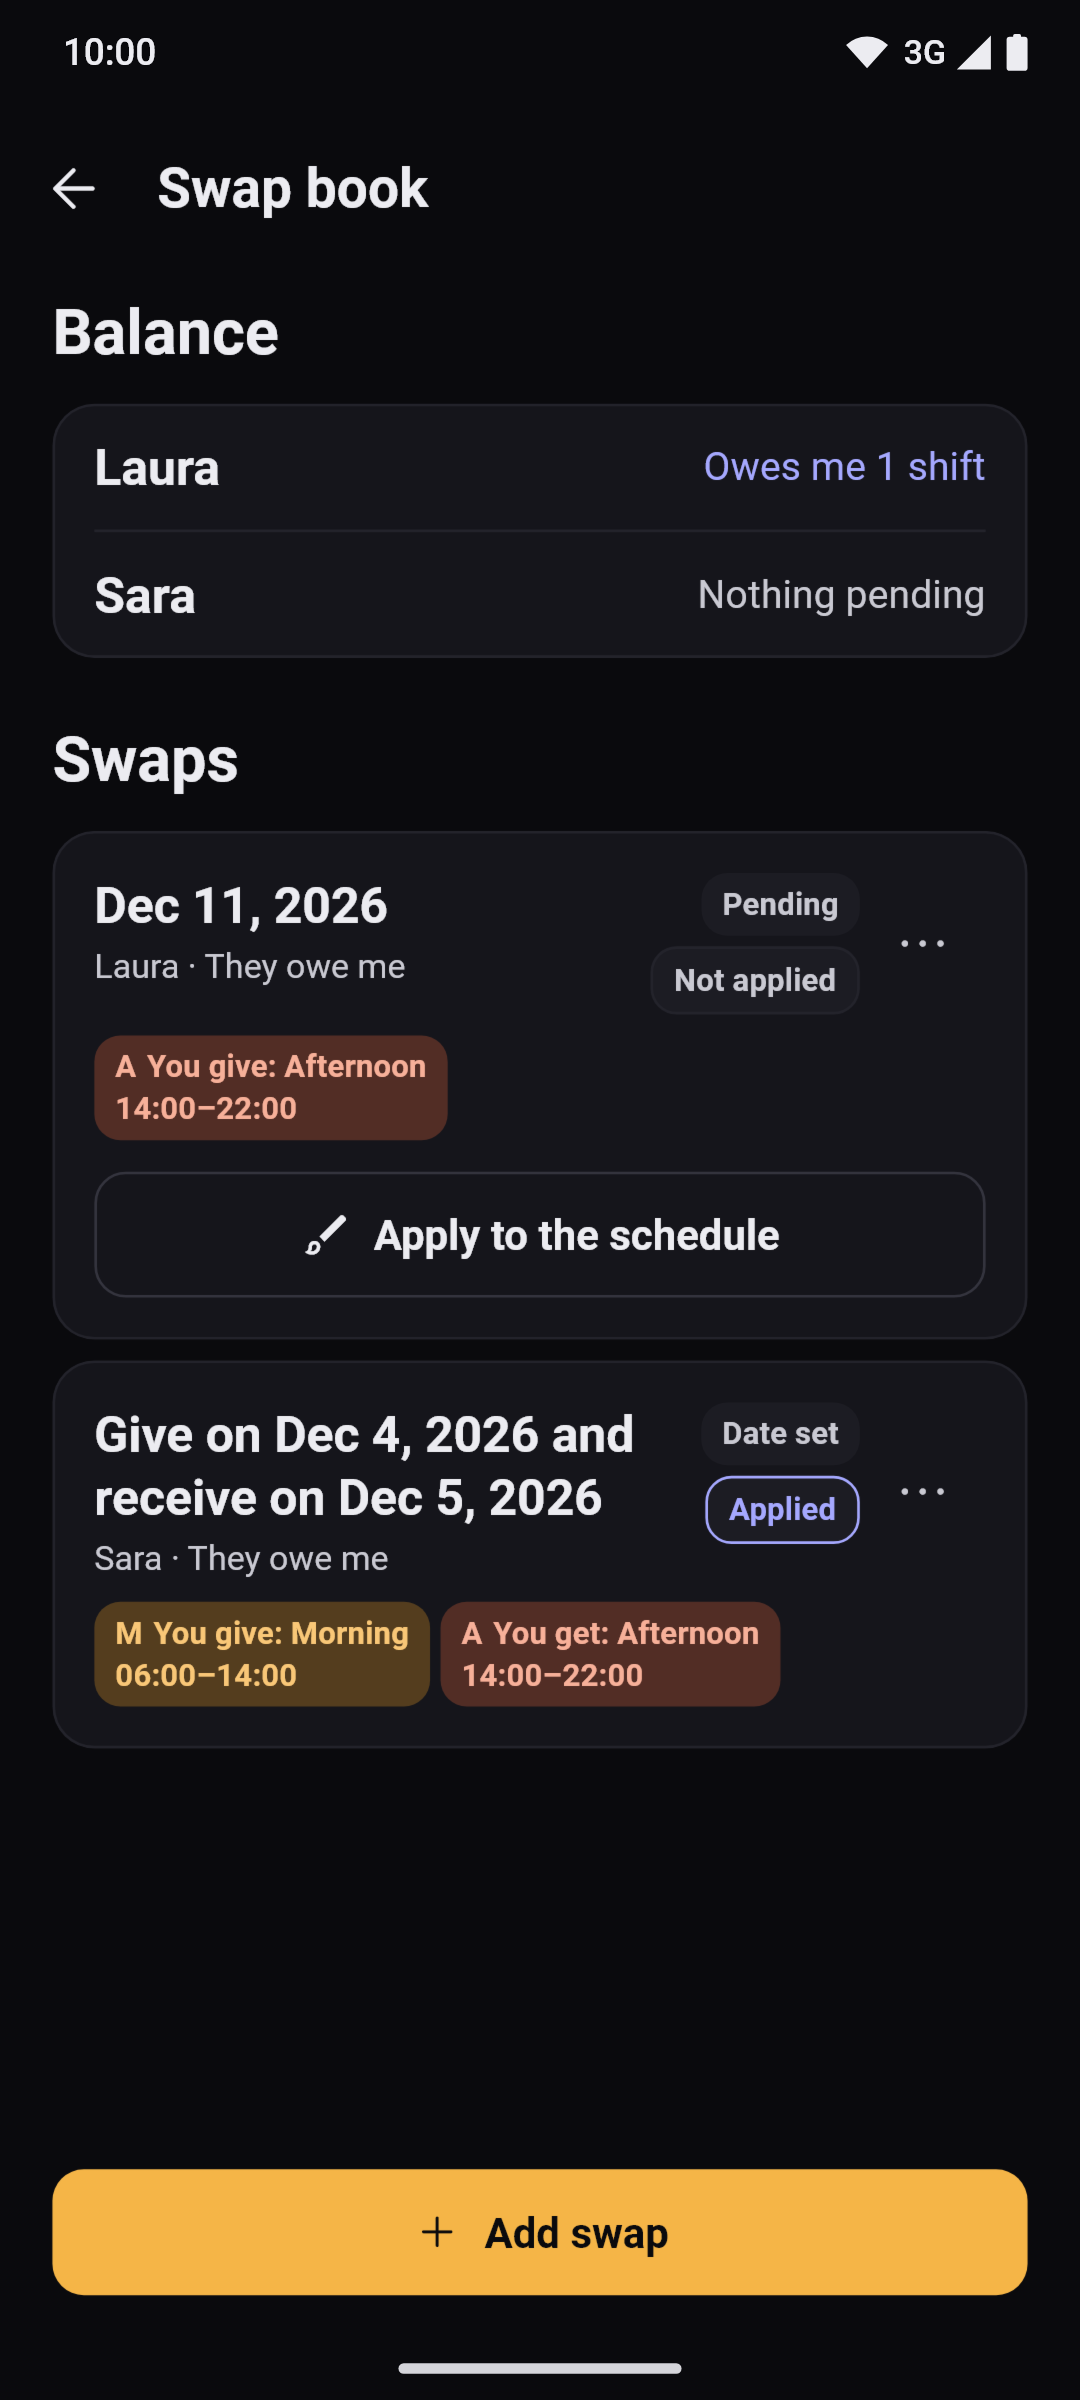 10:00
3G
Swap book
Balance
Laura
Owes me 1 shift
Sara
Nothing pending
Swaps
Dec 11, 2026
Pending
Laura · They owe me
Not applied
A You give: Afternoon
14:00–22:00
Apply to the schedule
Give on Dec 4, 2026 and
receive on Dec 5, 2026
Date set
Applied
Sara · They owe me
M You give: Morning
06:00–14:00
A You get: Afternoon
14:00–22:00
Add swap